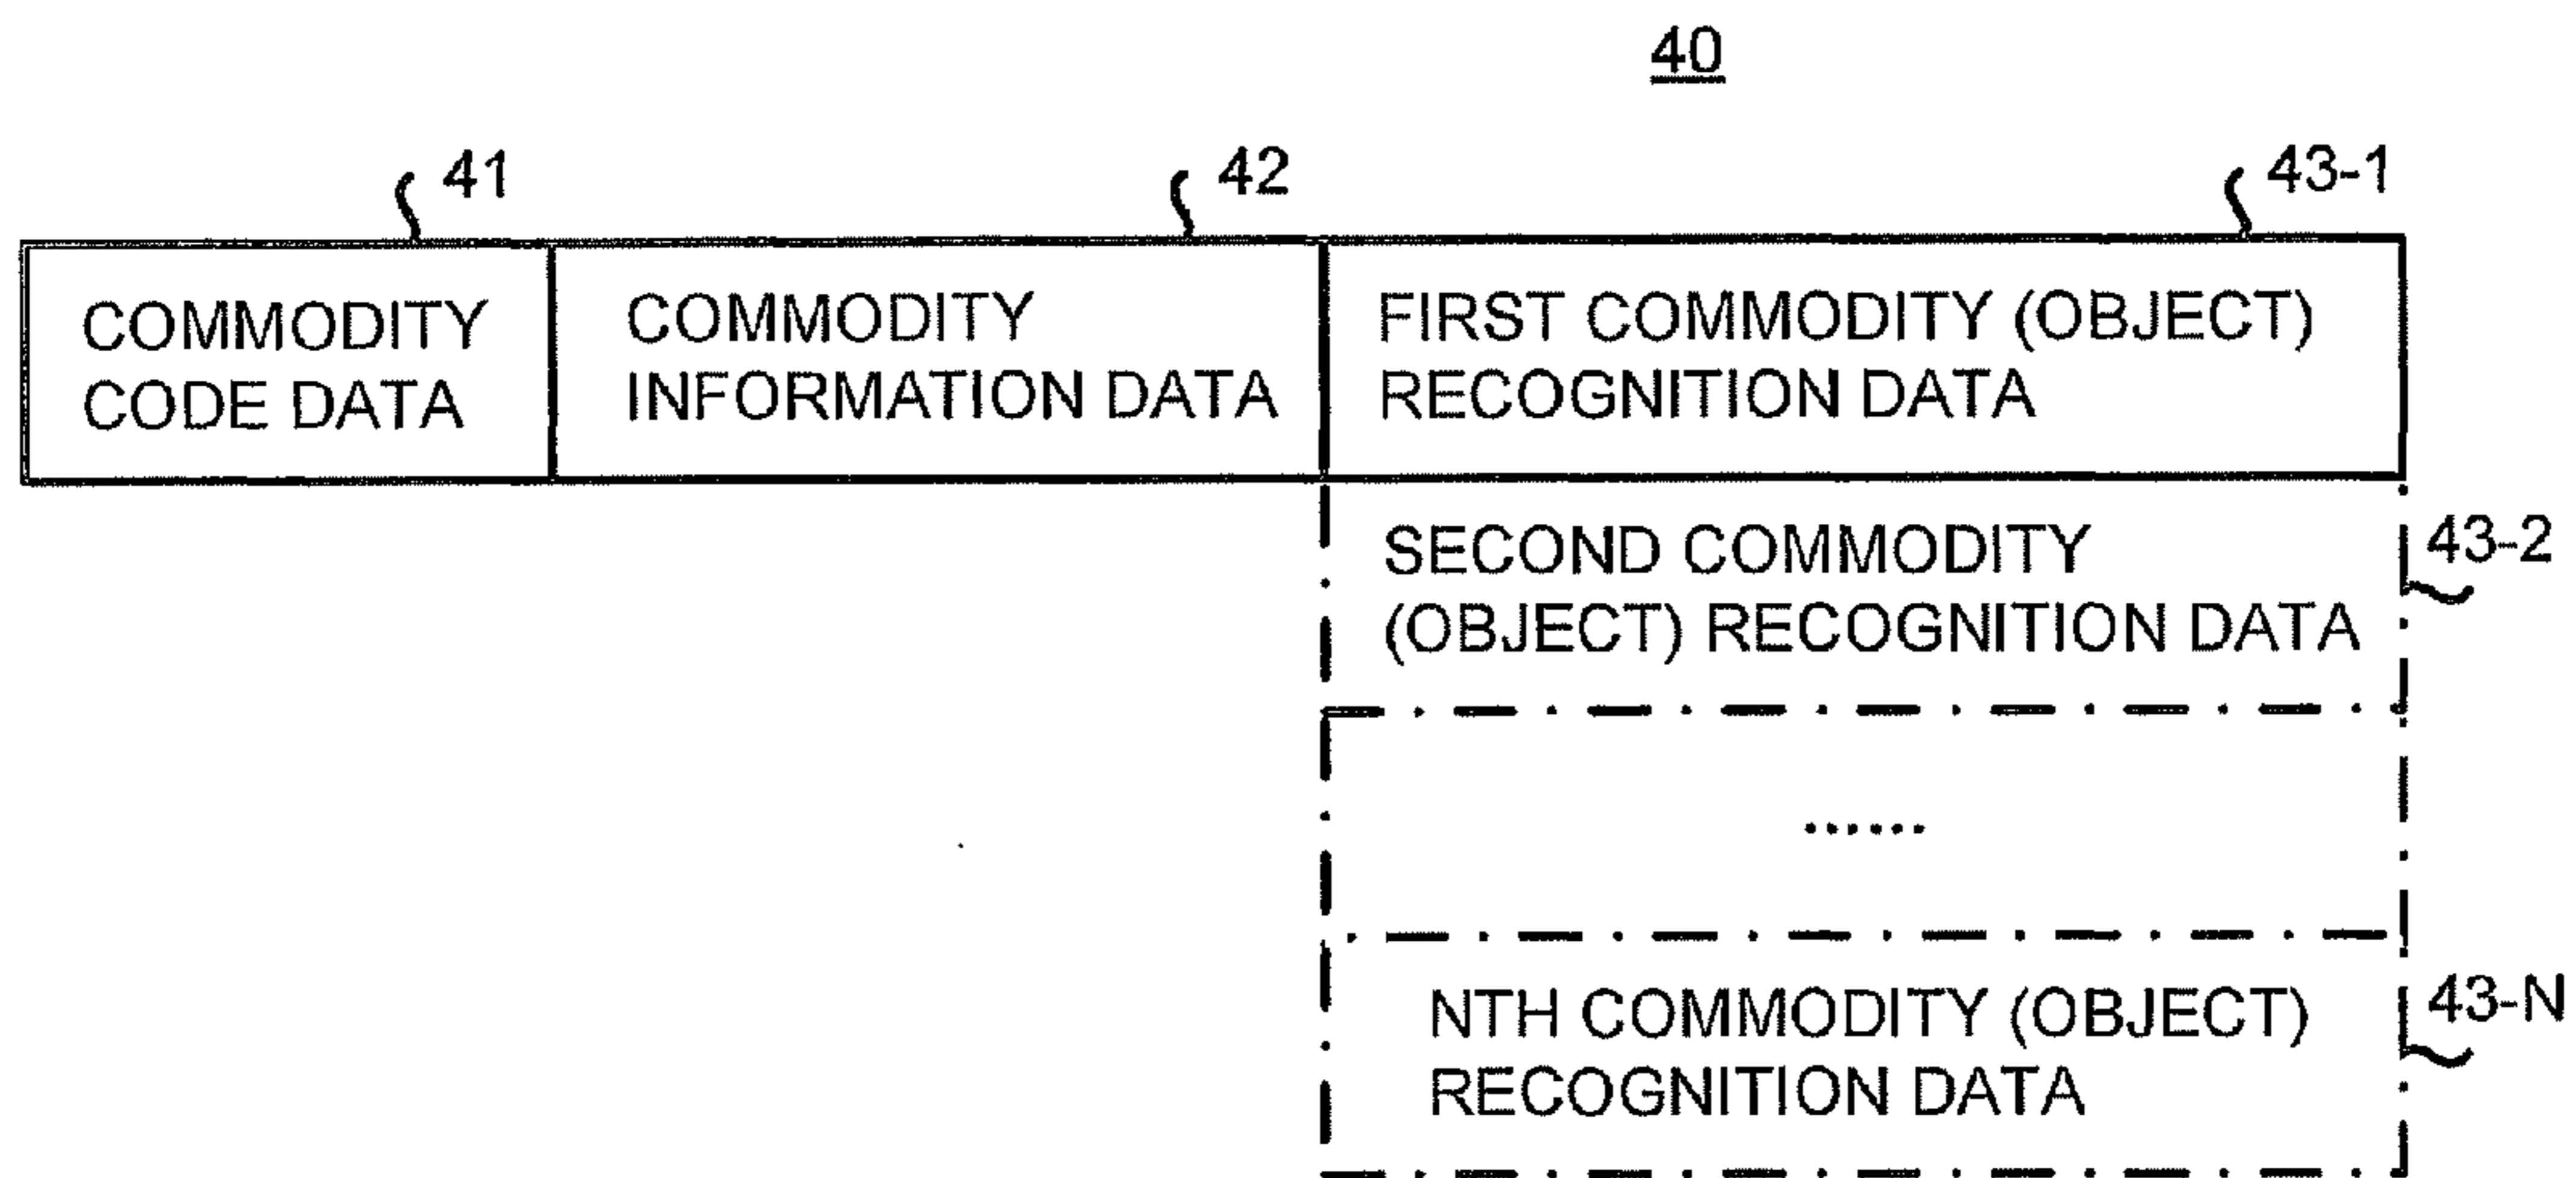 40
41
42
43-1
COMMODITY
CODE DATA
COMMODITY
INFORMATION DATA
FIRST COMMODITY (OBJECT)
RECOGNITION DATA
SECOND COMMODITY
(OBJECT) RECOGNITION DATA
43-2
......
NTH COMMODITY (OBJECT)
RECOGNITION DATA
43-N